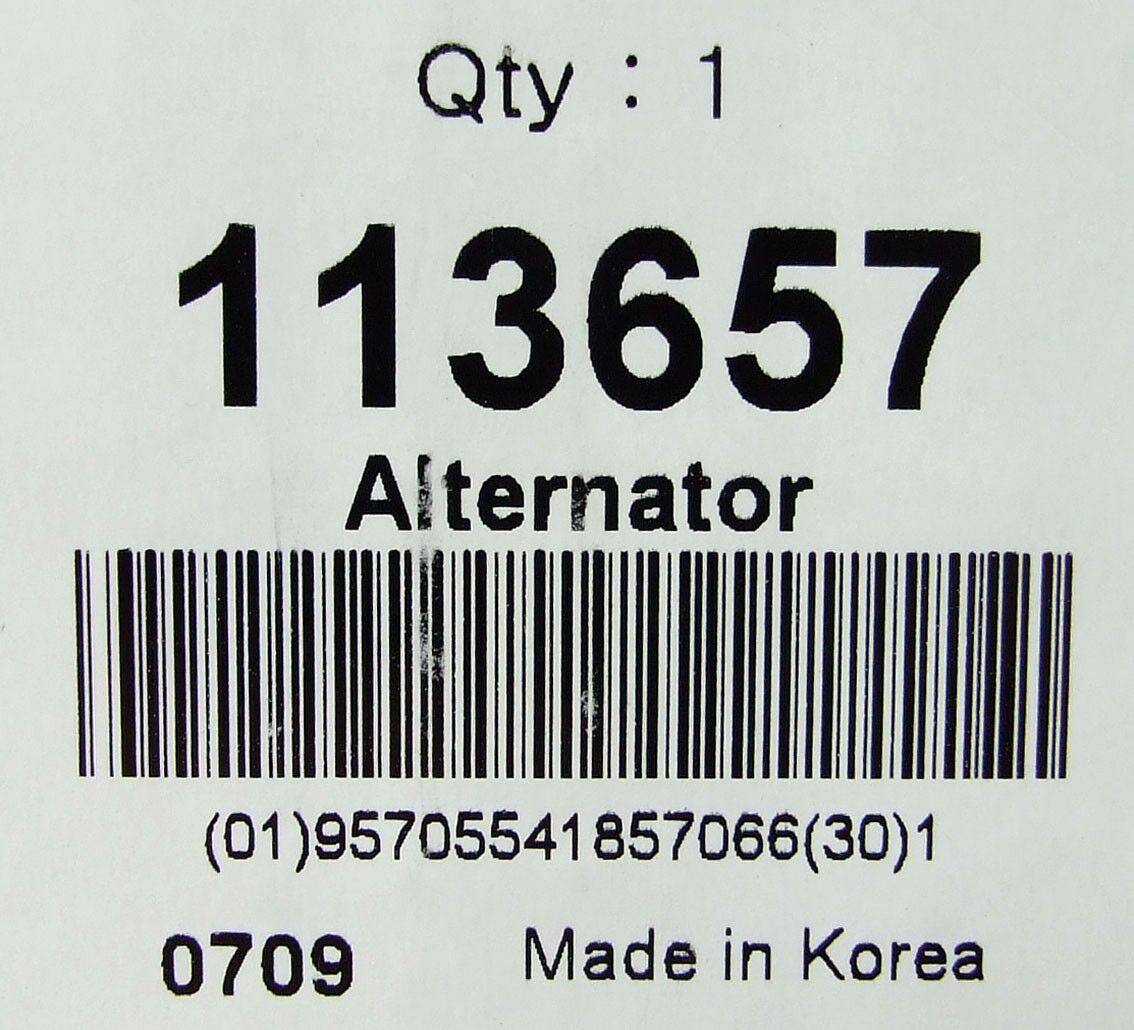 Qty : 1
113657
Alternator
(01)95705541857066(30)1
0709
Made in Korea